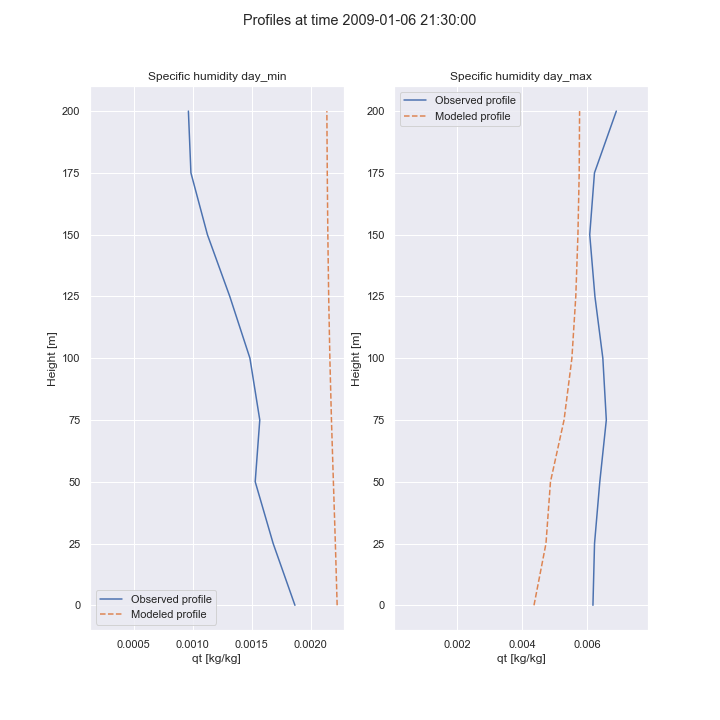 Profiles at time 2009-01-06 21:30:00
Specific humidity day_min
200
175
150
125
100
75
50
25
0
Height [m]
Observed profile
Modeled profile
0.0005 0.0010 0.0015 0.0020
qt [kg/kg]
Specific humidity day_max
Observed profile
Modeled profile
200
175
150
125
100
75
50
25
0
Height [m]
0.002 0.004 0.006
qt [kg/kg]